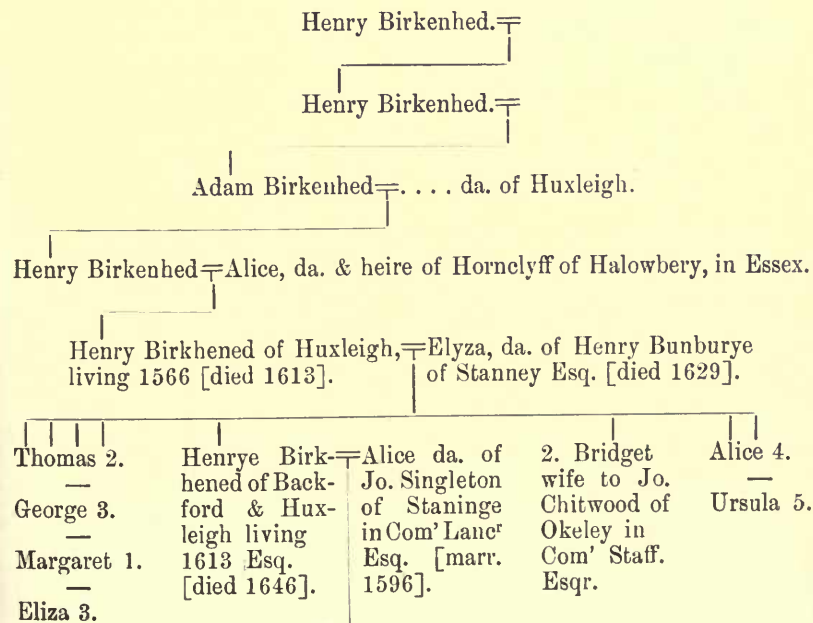 Henry Birkenhed.
Henry Birkenhed.
Adam Birkenhed . . . . da. of Huxleigh.
Henry Birkenhed Alice, da. & heire of Hornclyff of Halowbery, in Essex.
Henry Birkhened of Huxleigh,
living 1566 [died 1613].
Elyza, da. of Henry Bunburye
of Stanney Esq. [died 1629].
Thomas 2.
—
George 3.
—
Margaret 1.
—
Eliza 3.
Henrye Birk-
hened of Back-
ford & Hux-
leigh living
1613 Esq.
[died 1646].
Alice da. of
Jo. Singleton
of Staninge
in Com' Lancʳ
Esq. [marr.
1596].
2. Bridget
wife to Jo.
Chitwood of
Okeley in
Com' Staff.
Esqr.
Alice 4.
—
Ursula 5.